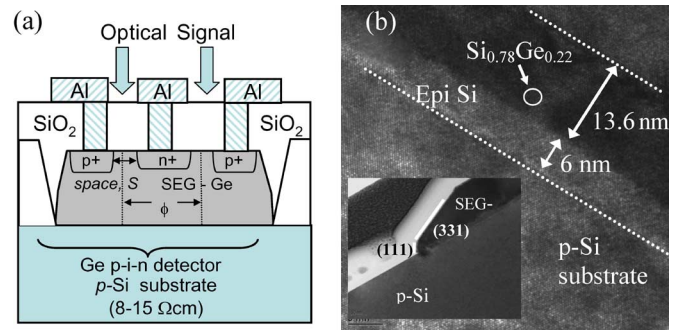 (a)
Optical Signal
Al Al Al
SiO2 SiO2
p+ n+ p+
space, S SEG - Ge
ϕ
Ge p-i-n detector
p-Si substrate
(8-15 Ωcm)
(b)
Si0.78Ge0.22
Epi Si
13.6 nm
6 nm
SEG-
(331)
(111)
p-Si
p-Si
substrate